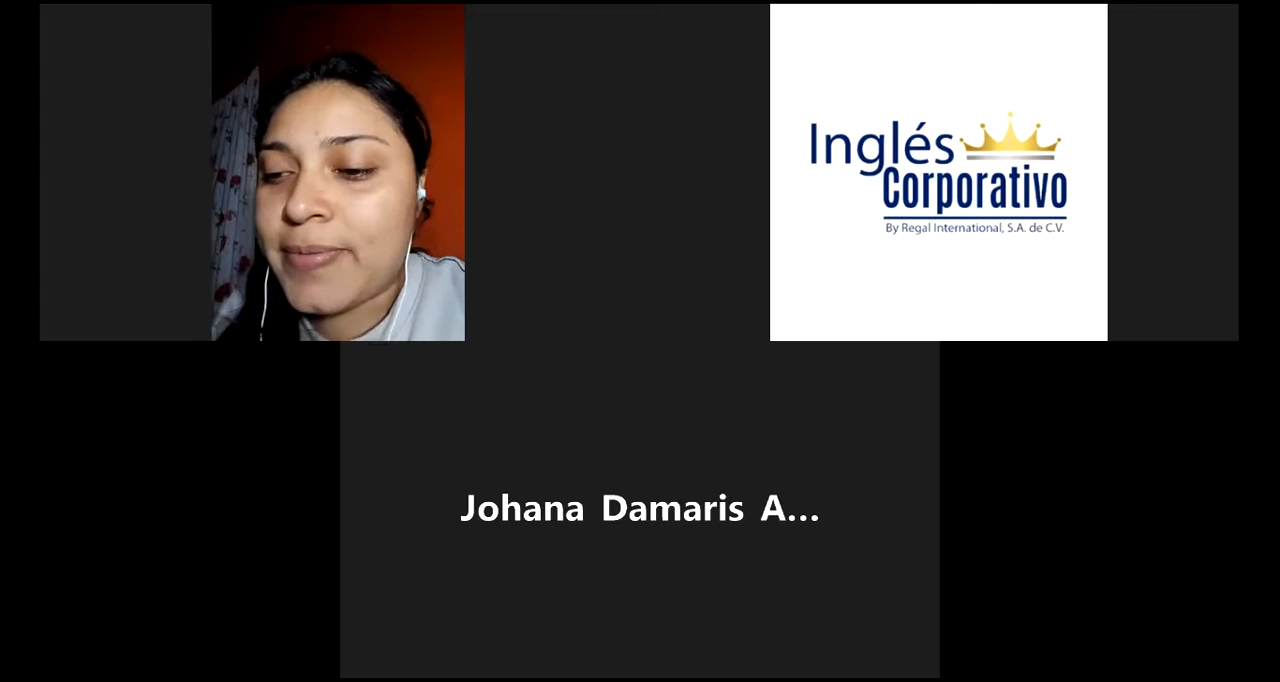 Inglés
Corporativo
By Regal International, S.A. de C.V.
Johana Damaris A...